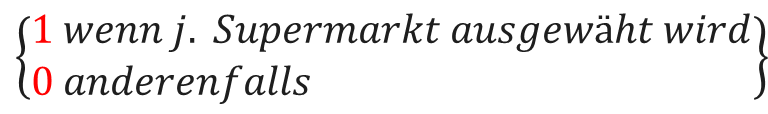 {1 wenn j. Supermarkt ausgewäht wird}
{0 anderenfalls}